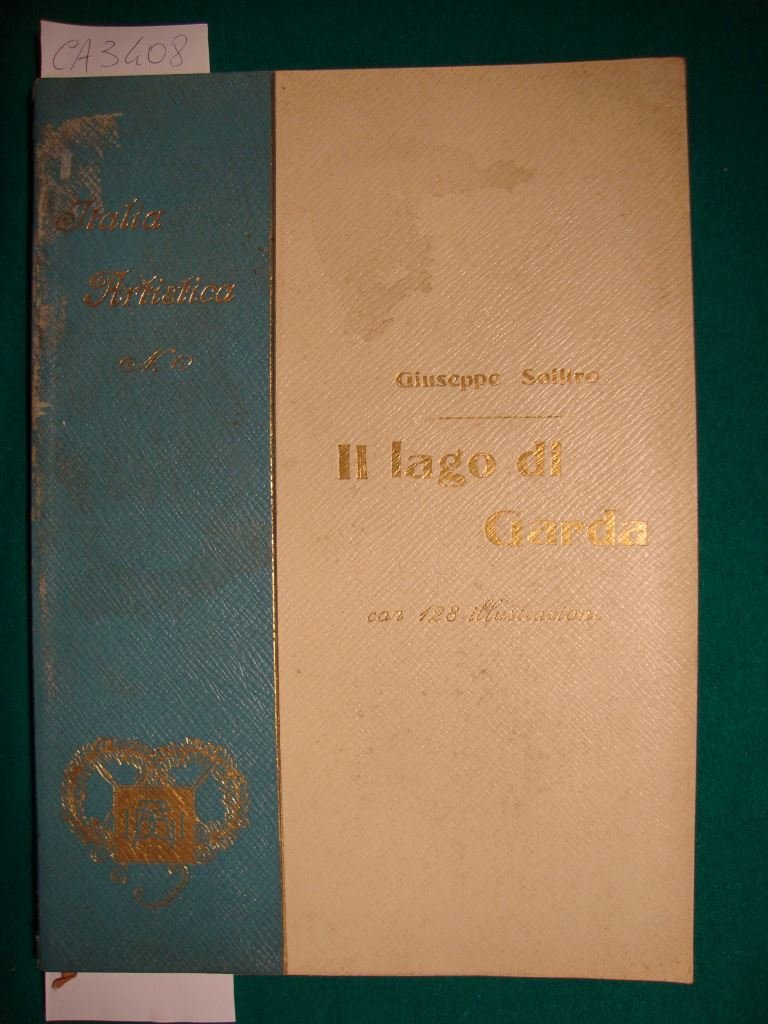 CA3408
Italia
Artistica
Giuseppe Solitro
Il lago di
Garda
con 128 illustrazioni